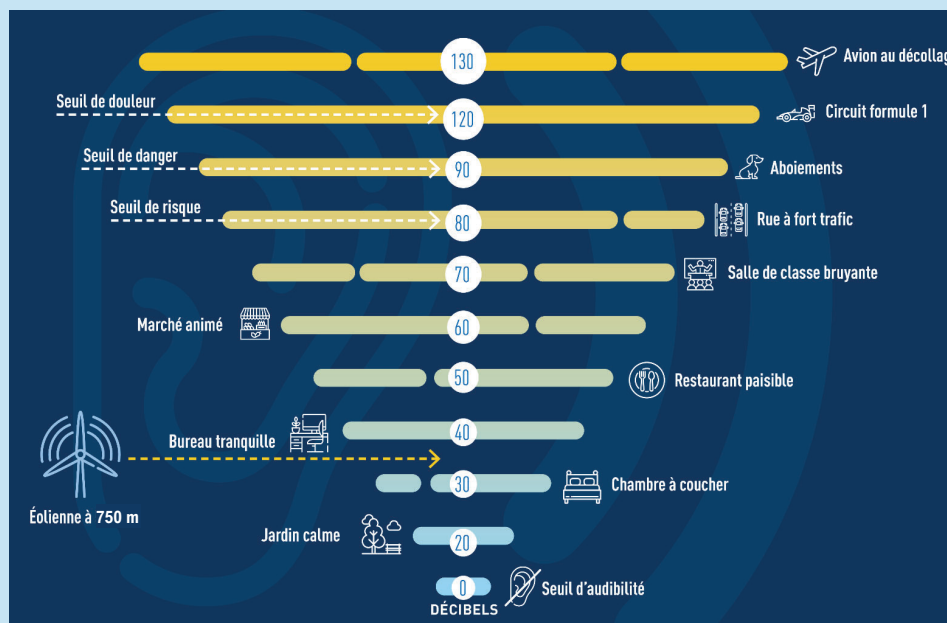 130
Avion au décollag
Seuil de douleur
120
Circuit formule 1
Seuil de danger
90
Aboiements
Seuil de risque
80
Rue à fort trafic
70
Salle de classe bruyante
Marché animé
60
50
Restaurant paisible
Bureau tranquille
40
30
Chambre à coucher
Éolienne à 750 m
Jardin calme
20
0
Seuil d'audibilité
DÉCIBELS